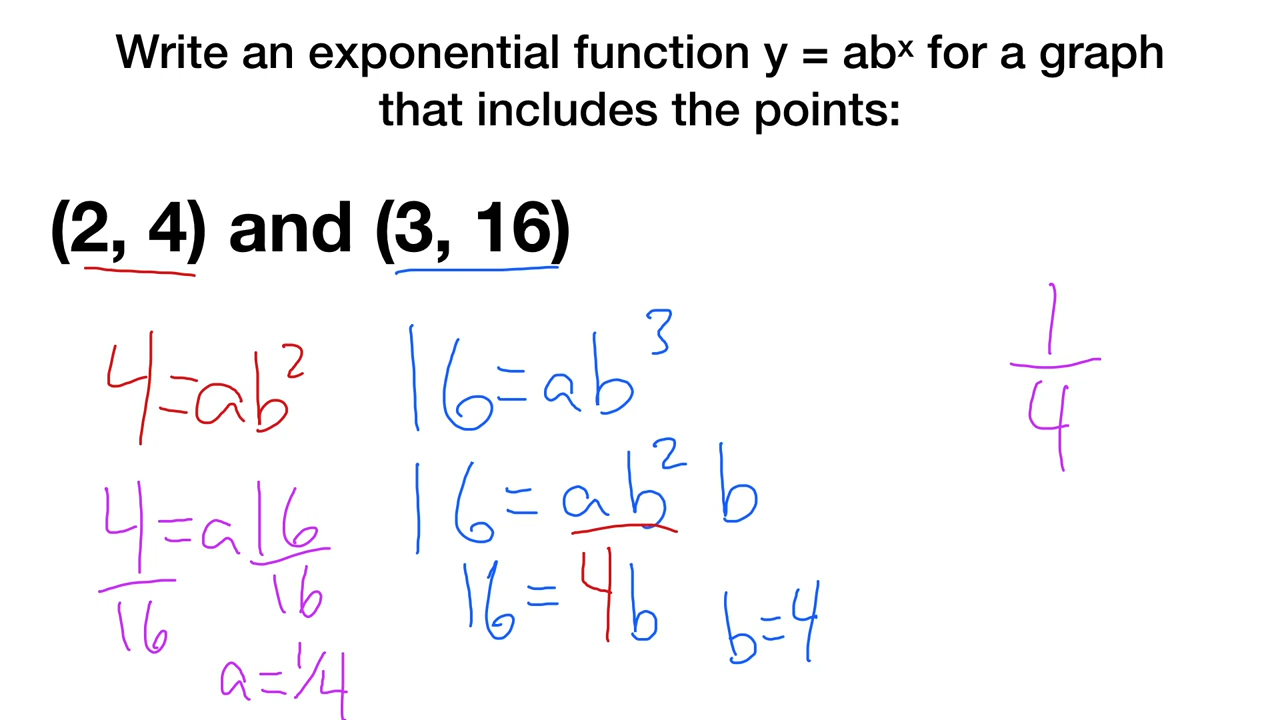 Write an exponential function y = abˣ for a graph
that includes the points:
(2, 4) and (3, 16)
4=ab²
4=a16
16 16
a=1/4
16=ab³
16=ab² b
16=4b
b=4
1
4